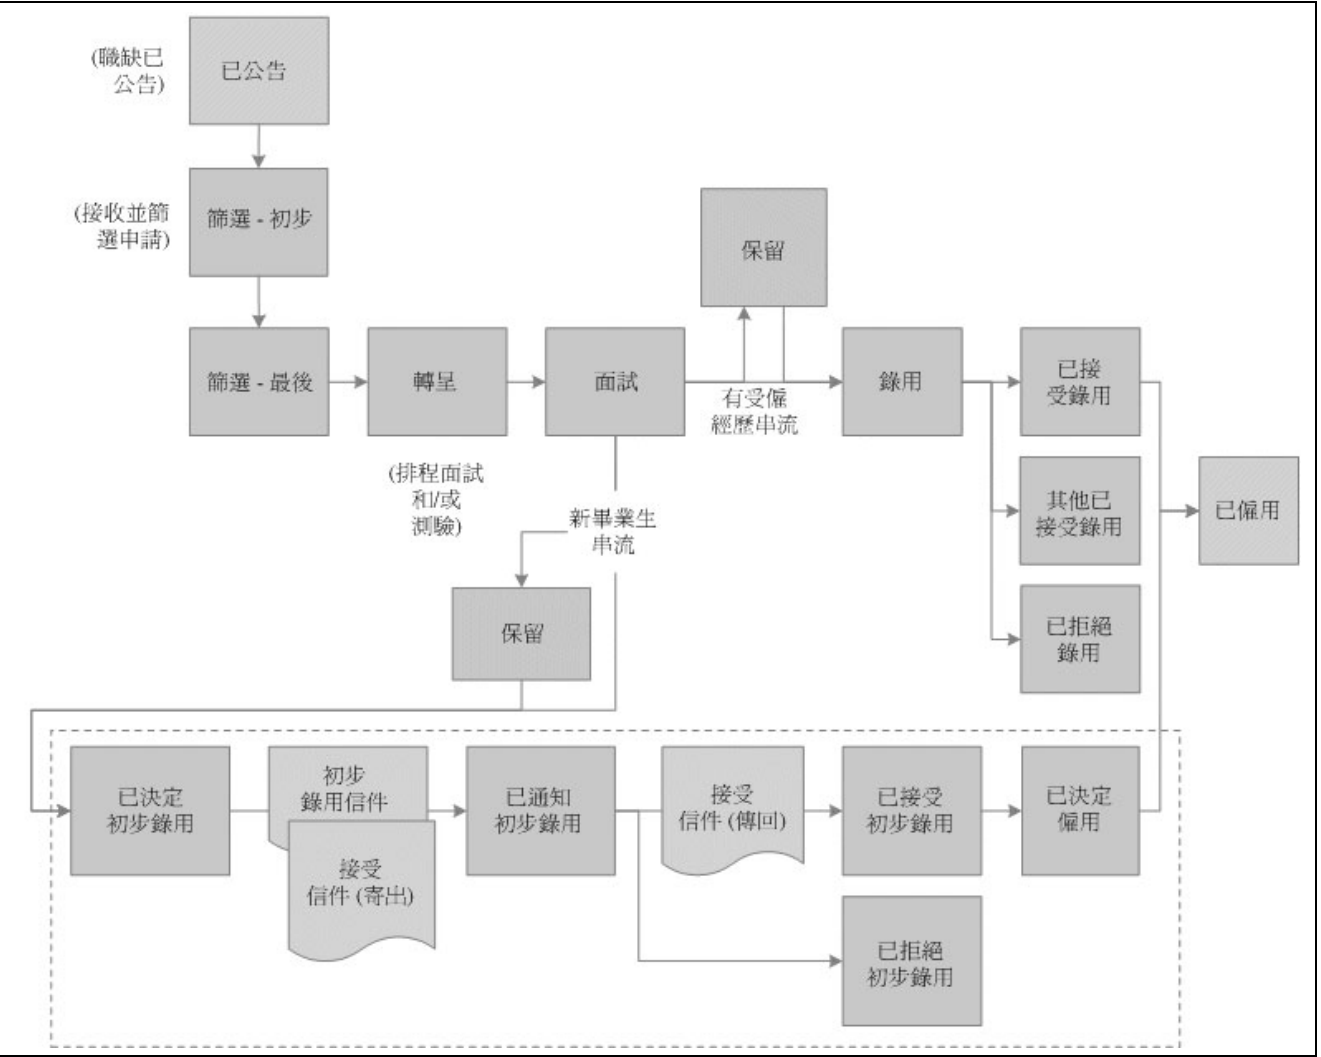 已公告
(職缺已
公告)
篩選 - 初步
(接收並篩
選申請)
保留
篩選 - 最後
轉呈
面試
有受僱
經歷串流
錄用
已接
受錄用
(排程面試
和/或
測驗)
新畢業生
串流
其他已
接受錄用
已僱用
保留
已拒絕
錄用
已決定
初步錄用
初步
錄用信件
接受
信件 (寄出)
已通知
初步錄用
接受
信件 (傳回)
已接受
初步錄用
已決定
僱用
已拒絕
初步錄用